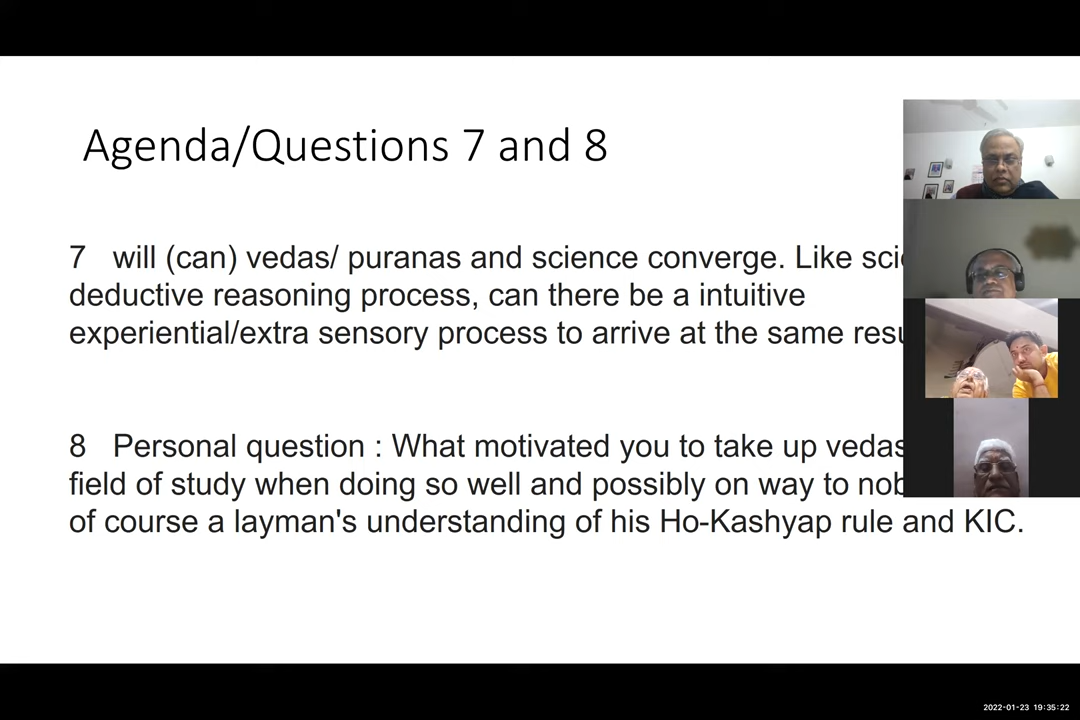 Agenda/Questions 7 and 8
7 will (can) vedas/ puranas and science converge. Like
deductive reasoning process, can there be a intuitive
experiential/extra sensory process to arrive at the same
8 Personal question : What motivated you to take up vedas
field of study when doing so well and possibly on way to
of course a layman's understanding of his Ho-Kashyap rule and KIC.
2022-01-23 19:35:22